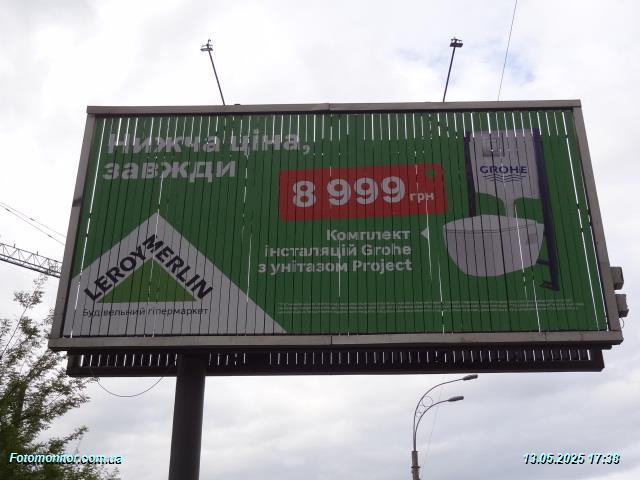 Нижча ціна,
завжди
8 999 грн
GROHE
Комплект
інсталяцій Grohe
з унітазом Project
LEROY MERLIN
Будівельний гіпермаркет
Fotomonitor.com.ua
13.05.2025 17:38